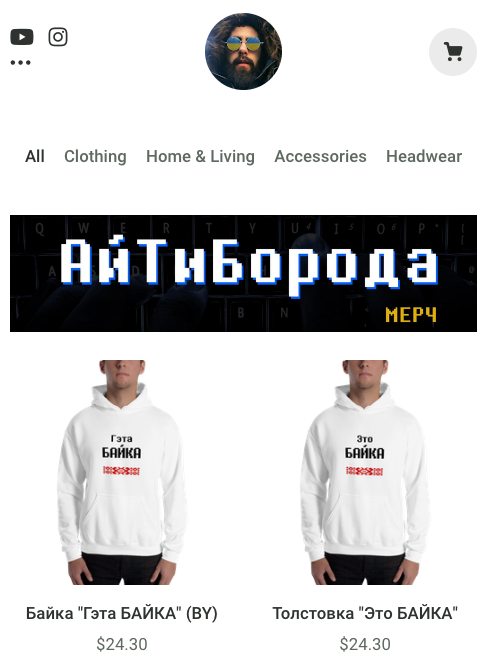 All Clothing Home & Living Accessories Headwear
Q W E R T Y U I O P
A S D
B N
АйТиБорода
МЕРЧ
Гэта
БАЙКА
Это
БАЙКА
Байка "Гэта БАЙКА" (BY)
$24.30
Толстовка "Это БАЙКА"
$24.30